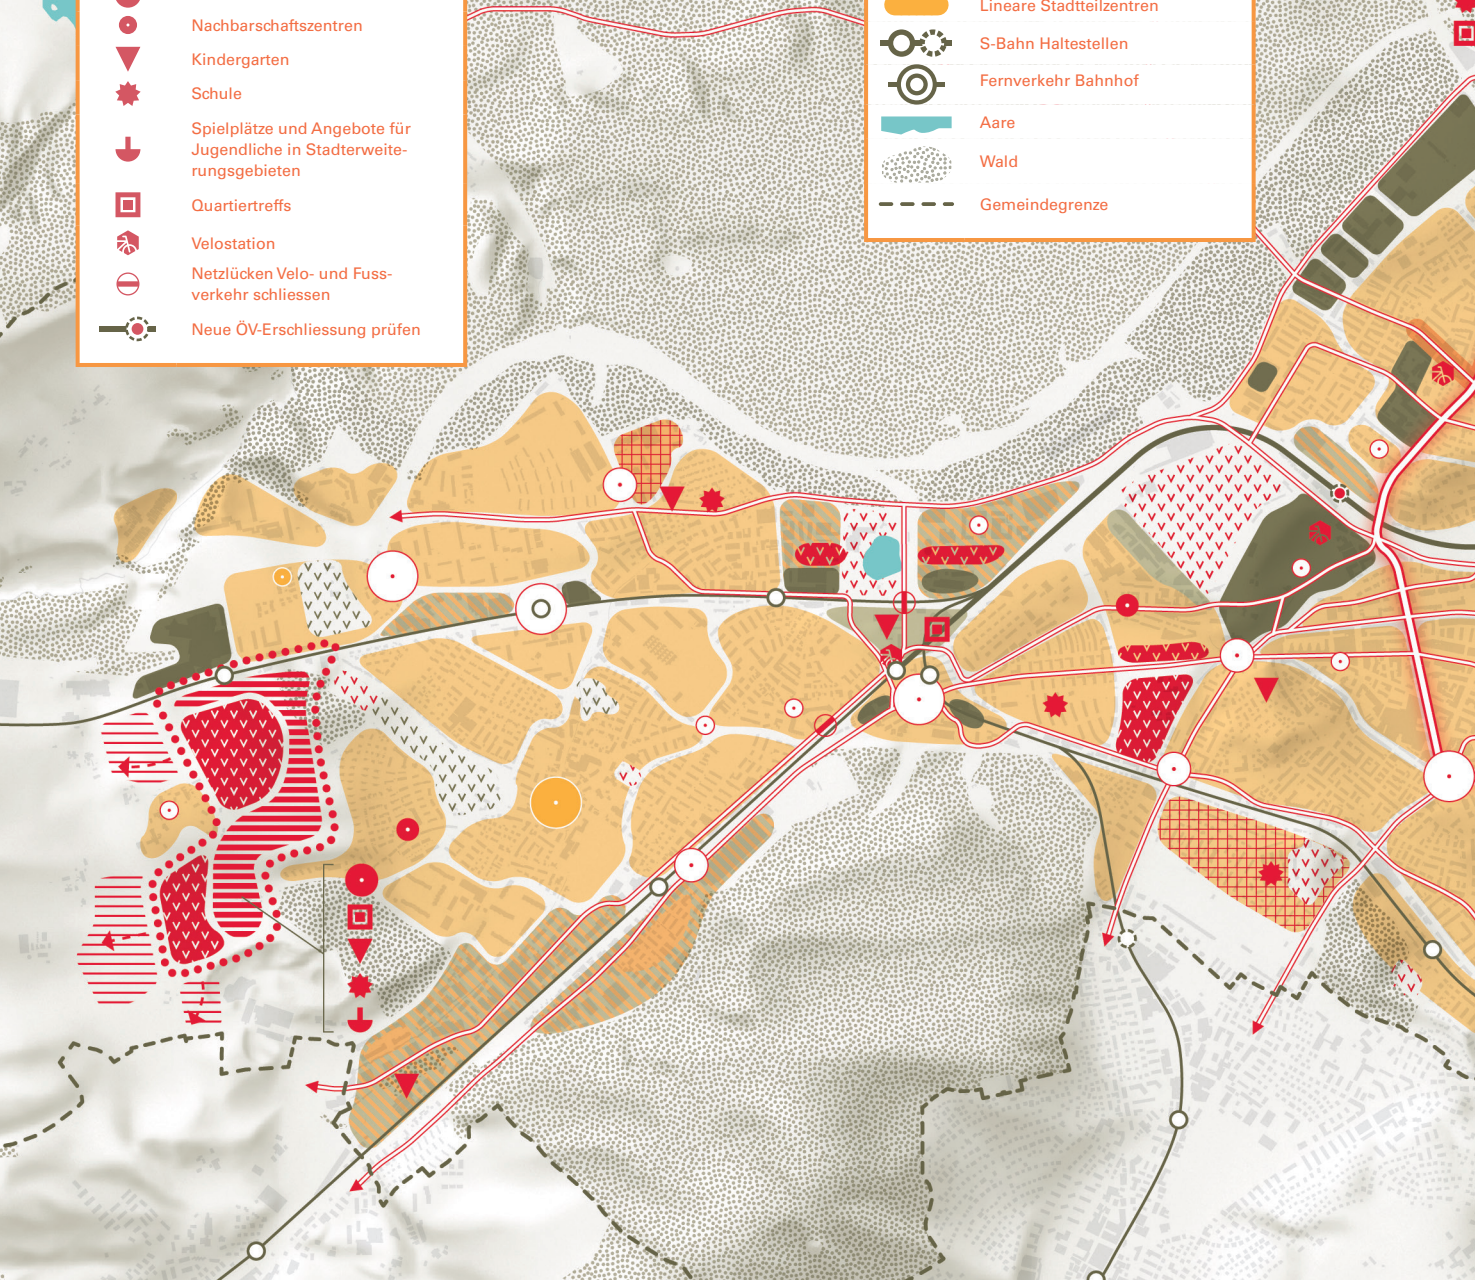 Nachbarschaftszentren
Kindergarten
Schule
Spielplätze und Angebote für
Jugendliche in Stadterweite-
rungsgebieten
Quartiertreffs
Velostation
Netzlücken Velo- und Fuss-
verkehr schliessen
Neue ÖV-Erschliessung prüfen
Lineare Stadtteilzentren
S-Bahn Haltestellen
Fernverkehr Bahnhof
Aare
Wald
Gemeindegrenze